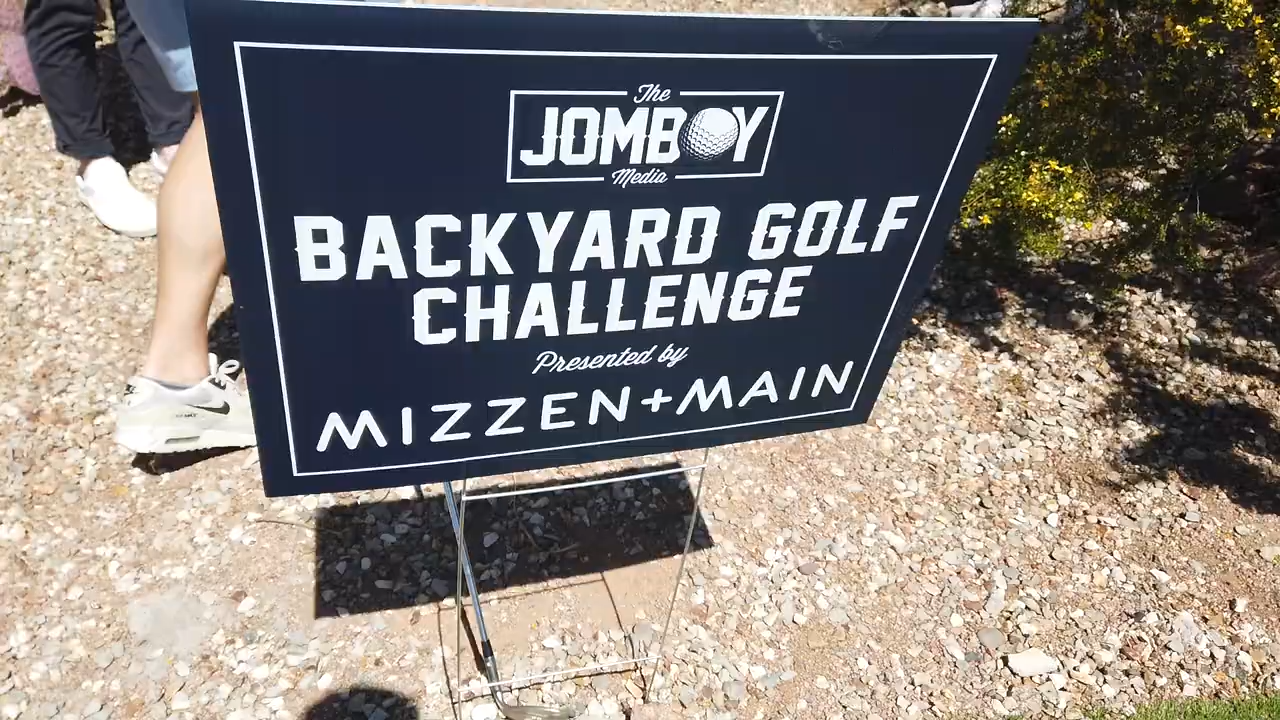 The
JOMBOY
Media
BACKYARD GOLF
CHALLENGE
Presented by
MIZZEN+MAIN